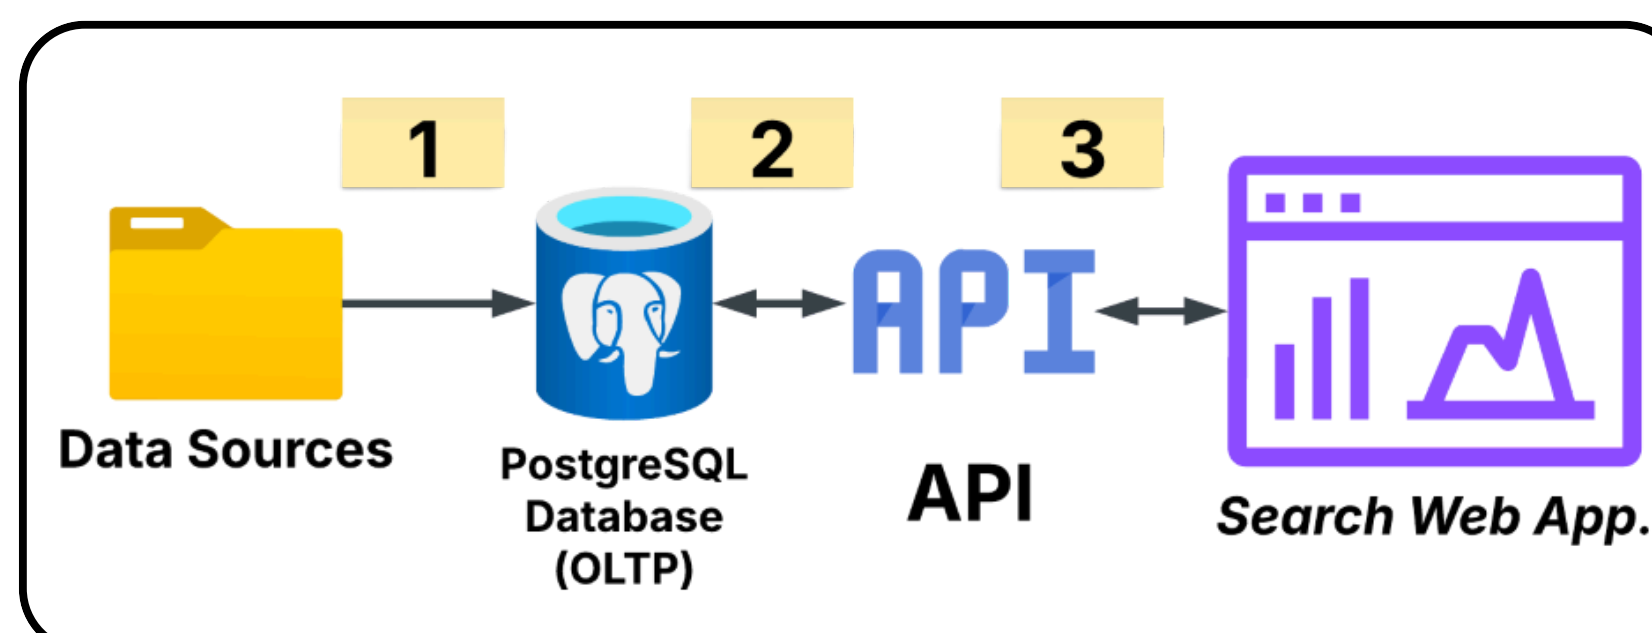 1
2
3
API
Data Sources
PostgreSQL
Database
(OLTP)
API
Search Web App.